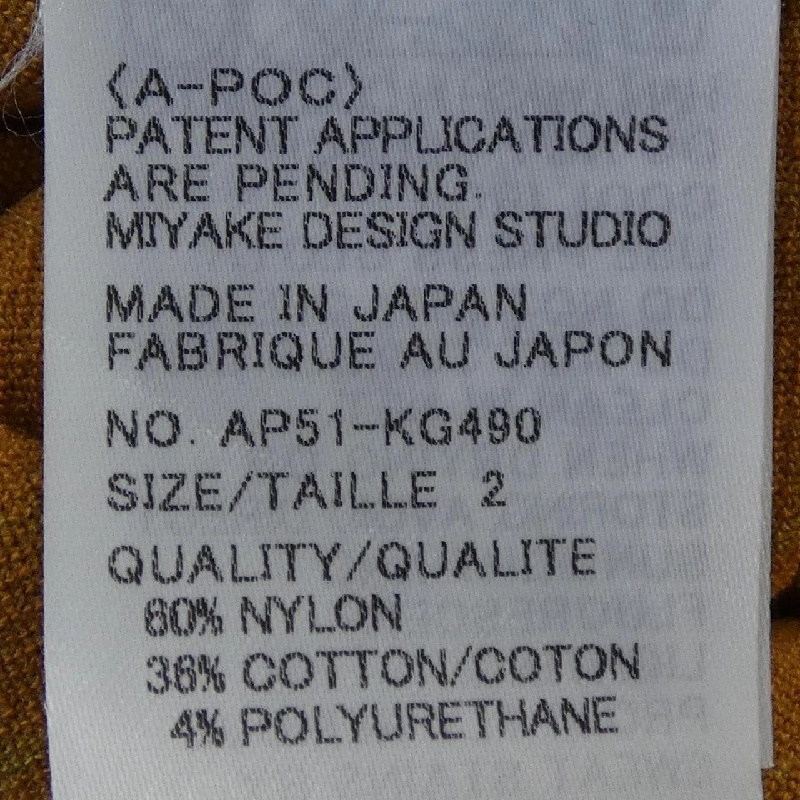 〈A-POC〉
PATENT APPLICATIONS
ARE PENDING.
MIYAKE DESIGN STUDIO
MADE IN JAPAN
FABRIQUE AU JAPON
NO. AP51-KG490
SIZE/TAILLE 2
QUALITY/QUALITE
60% NYLON
36% COTTON/COTON
4% POLYURETHANE